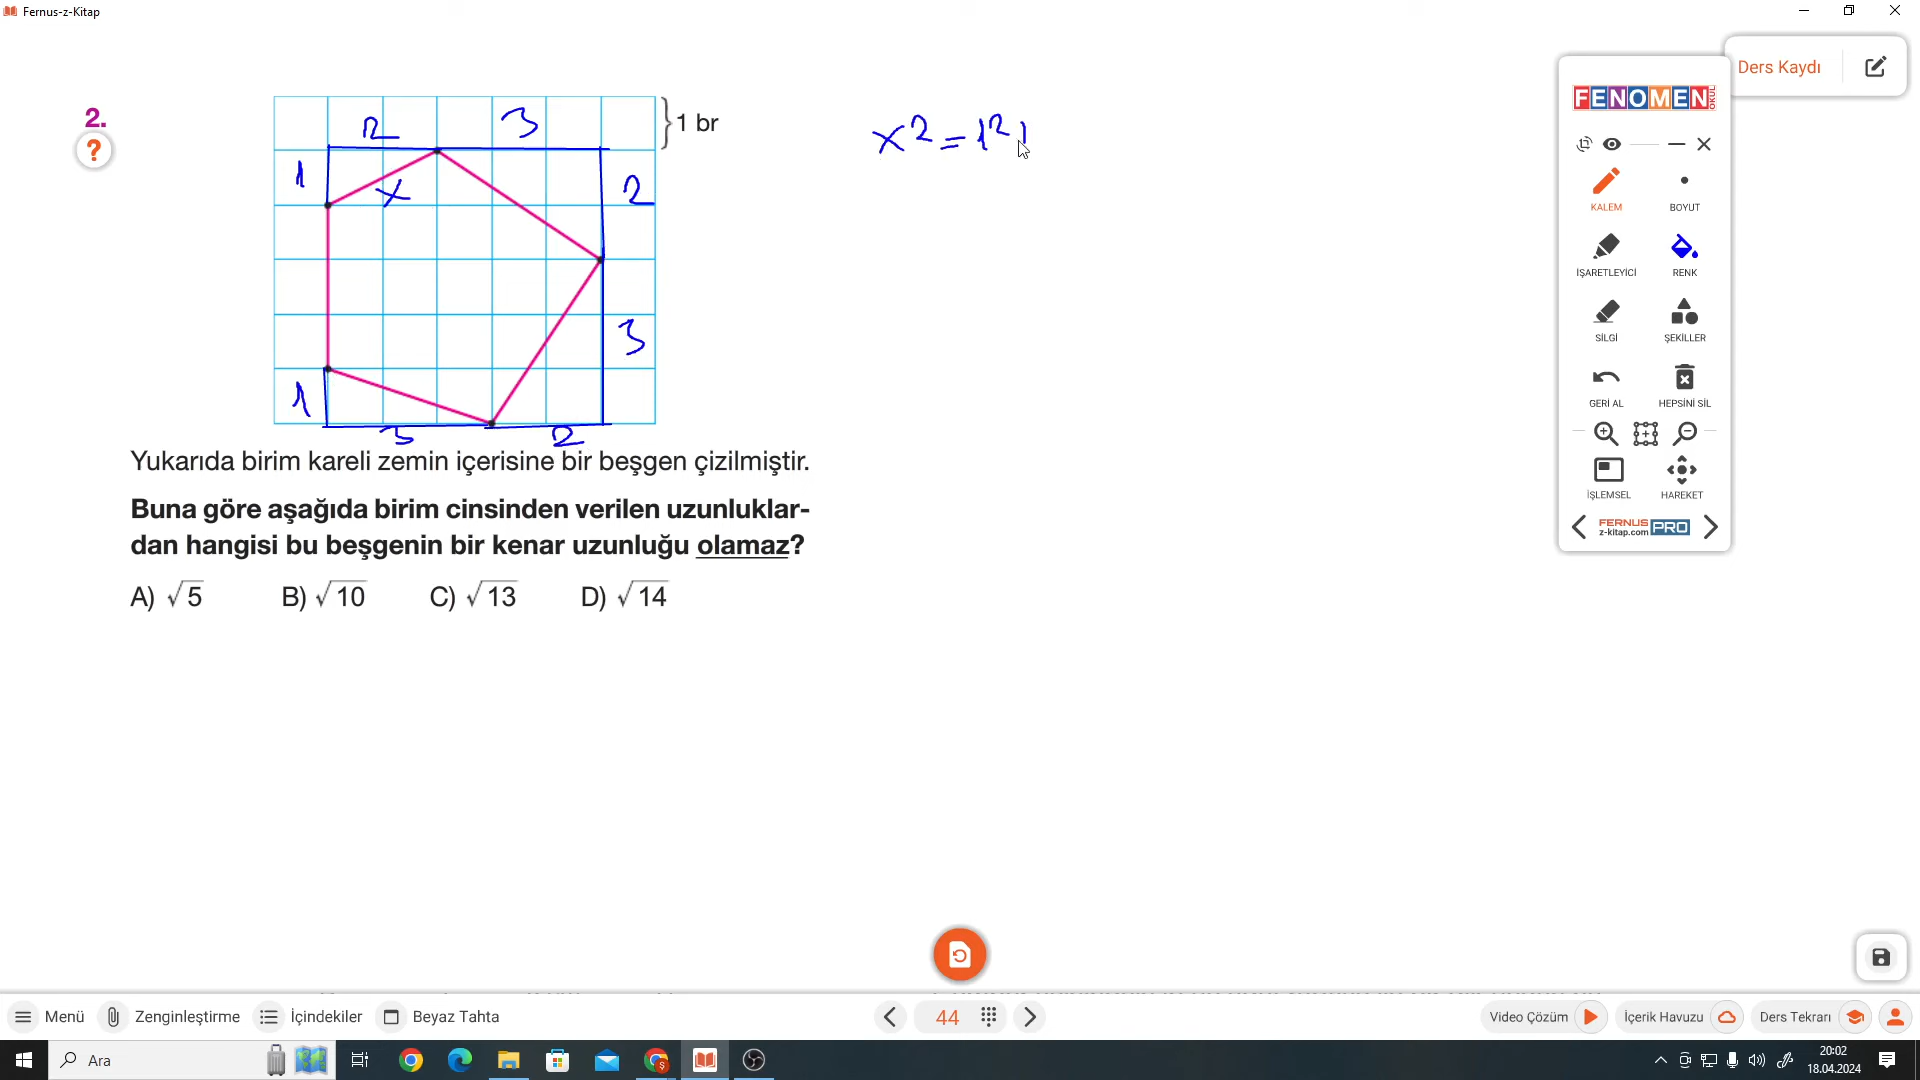 Fernus-z-Kitap
Ders Kaydı
2.
?
2 3
1 br
x² = 1²
1 x 2
3
1
3 2
Yukarıda birim kareli zemin içerisine bir beşgen çizilmiştir.
Buna göre aşağıda birim cinsinden verilen uzunluklar-
dan hangisi bu beşgenin bir kenar uzunluğu olamaz?
A) √5 B) √10 C) √13 D) √14
FENOMEN OKUL
KALEM BOYUT
İŞARETLEYİCİ RENK
SİLGİ ŞEKİLLER
GERİ AL HEPSİNİ SİL
İŞLEMSEL HAREKET
FERNUS PRO
z-kitap.com
Menü Zenginleştirme İçindekiler Beyaz Tahta 44 Video Çözüm İçerik Havuzu Ders Tekrarı
Ara
20:02
18.04.2024